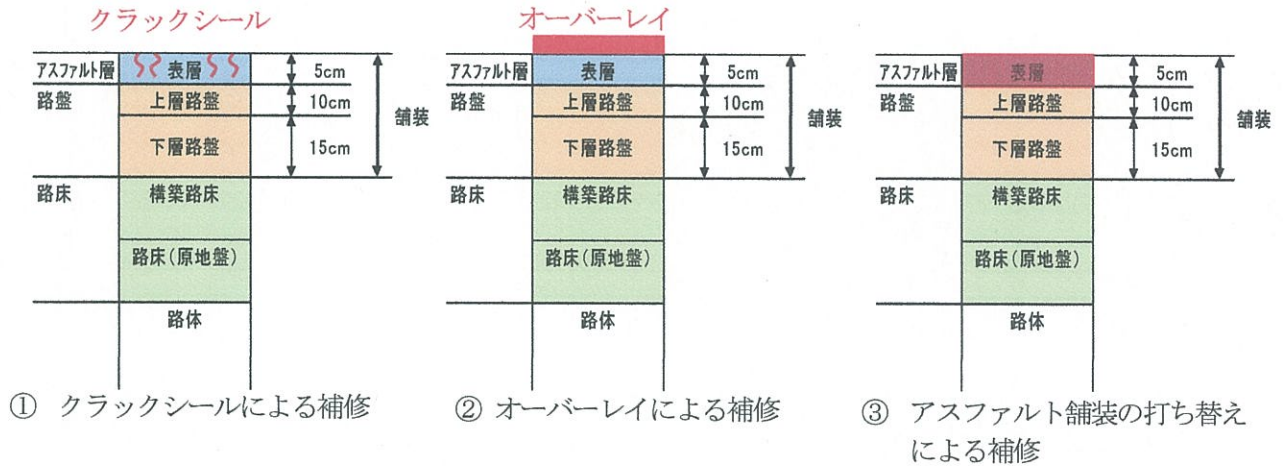 クラックシール
アスファルト層
表層
5cm
路盤
上層路盤
10cm
舗装
下層路盤
15cm
路床
構築路床
路床(原地盤)
路体
① クラックシールによる補修
オーバーレイ
アスファルト層
表層
5cm
路盤
上層路盤
10cm
舗装
下層路盤
15cm
路床
構築路床
路床(原地盤)
路体
② オーバーレイによる補修
アスファルト層
表層
5cm
路盤
上層路盤
10cm
舗装
下層路盤
15cm
路床
構築路床
路床(原地盤)
路体
③ アスファルト舗装の打ち替え
による補修